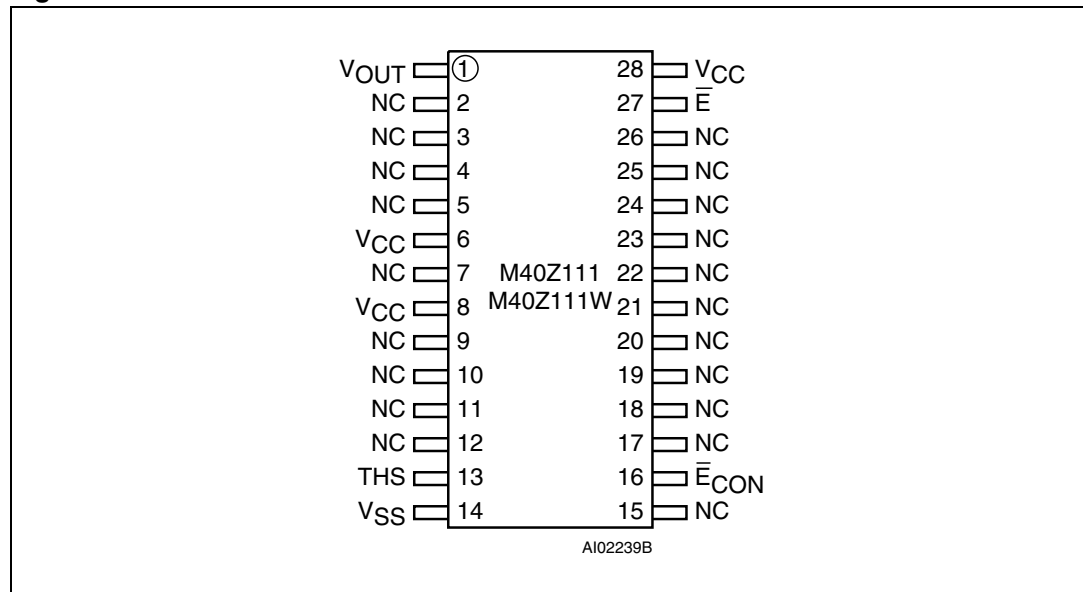 VOUT 1 28 VCC
NC 2 27 E̅
NC 3 26 NC
NC 4 25 NC
NC 5 24 NC
VCC 6 23 NC
NC 7 M40Z111 22 NC
VCC 8 M40Z111W 21 NC
NC 9 20 NC
NC 10 19 NC
NC 11 18 NC
NC 12 17 NC
THS 13 16 E̅CON
VSS 14 15 NC
AI02239B